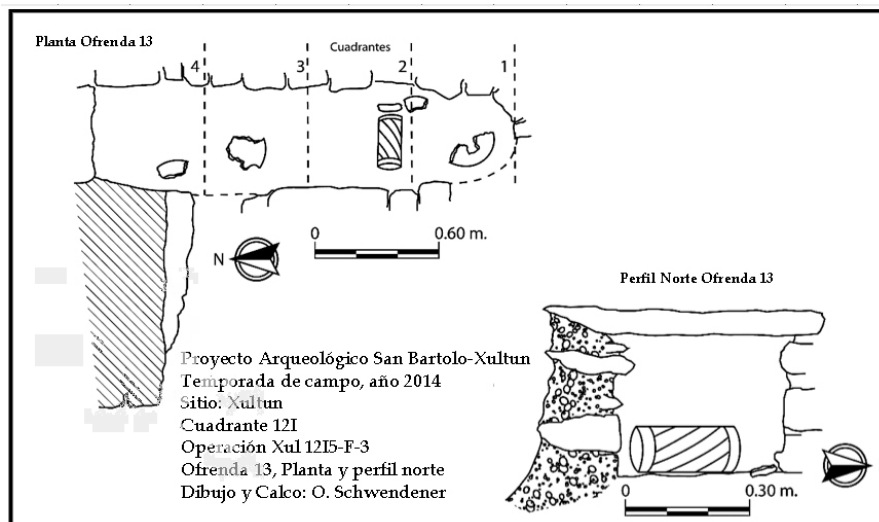 Planta Ofrenda 13
Cuadrantes
4 3 2 1
0 0.60 m.
N
Perfil Norte Ofrenda 13
Proyecto Arqueológico San Bartolo-Xultun
Temporada de campo, año 2014
Sitio: Xultun
Cuadrante 12I
Operación Xul 12I5-F-3
Ofrenda 13, Planta y perfil norte
Dibujo y Calco: O. Schwendener
0 0.30 m.